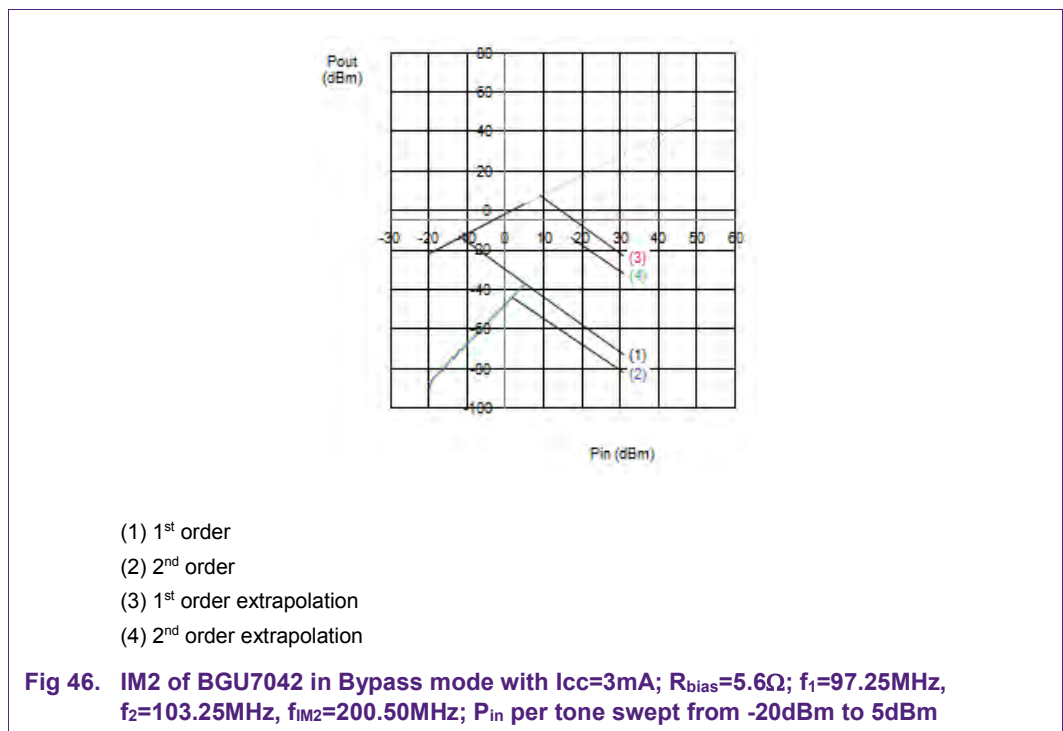 Pout
(dBm)
80
60
40
20
0
-30 -20 -10 0 10 20 30 40 50 60
-20
(3)
(4)
-40
-60
(1)
-80
(2)
-100
Pin (dBm)
(1) 1st order
(2) 2nd order
(3) 1st order extrapolation
(4) 2nd order extrapolation
Fig 46. IM2 of BGU7042 in Bypass mode with Icc=3mA; Rbias=5.6Ω; f1=97.25MHz,
f2=103.25MHz, fIM2=200.50MHz; Pin per tone swept from -20dBm to 5dBm